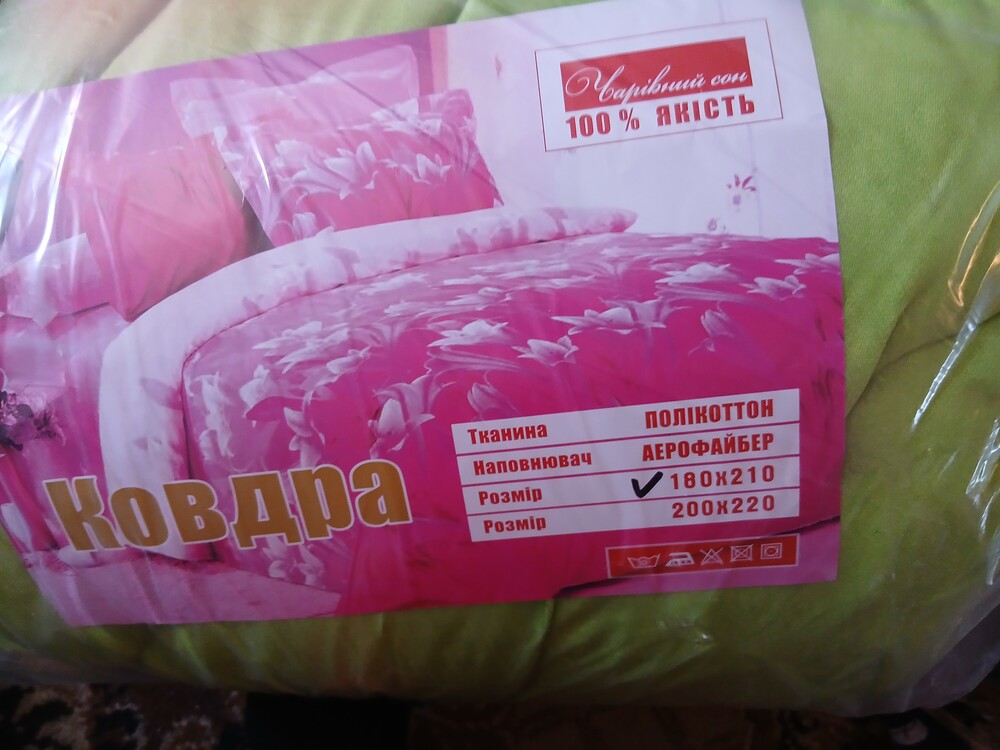 Чарівний сон
100 % ЯКІСТЬ
Тканина ПОЛІКОТТОН
Наповнювач АЕРОФАЙБЕР
Розмір 180х210
Розмір 200х220
Ковдра